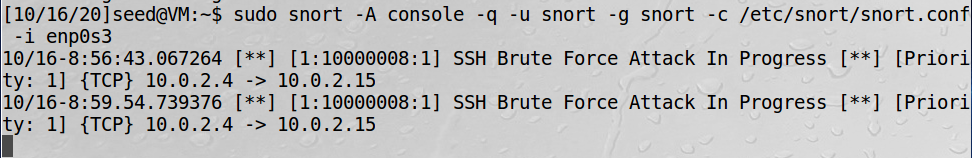 [10/16/20]seed@VM:~$ sudo snort -A console -q -u snort -g snort -c /etc/snort/snort.conf
 -i enp0s3
10/16-8:56:43.067264 [**] [1:10000008:1] SSH Brute Force Attack In Progress [**] [Priori
ty: 1] {TCP} 10.0.2.4 -> 10.0.2.15
10/16-8:59.54.739376 [**] [1:10000008:1] SSH Brute Force Attack In Progress [**] [Priori
ty: 1] {TCP} 10.0.2.4 -> 10.0.2.15